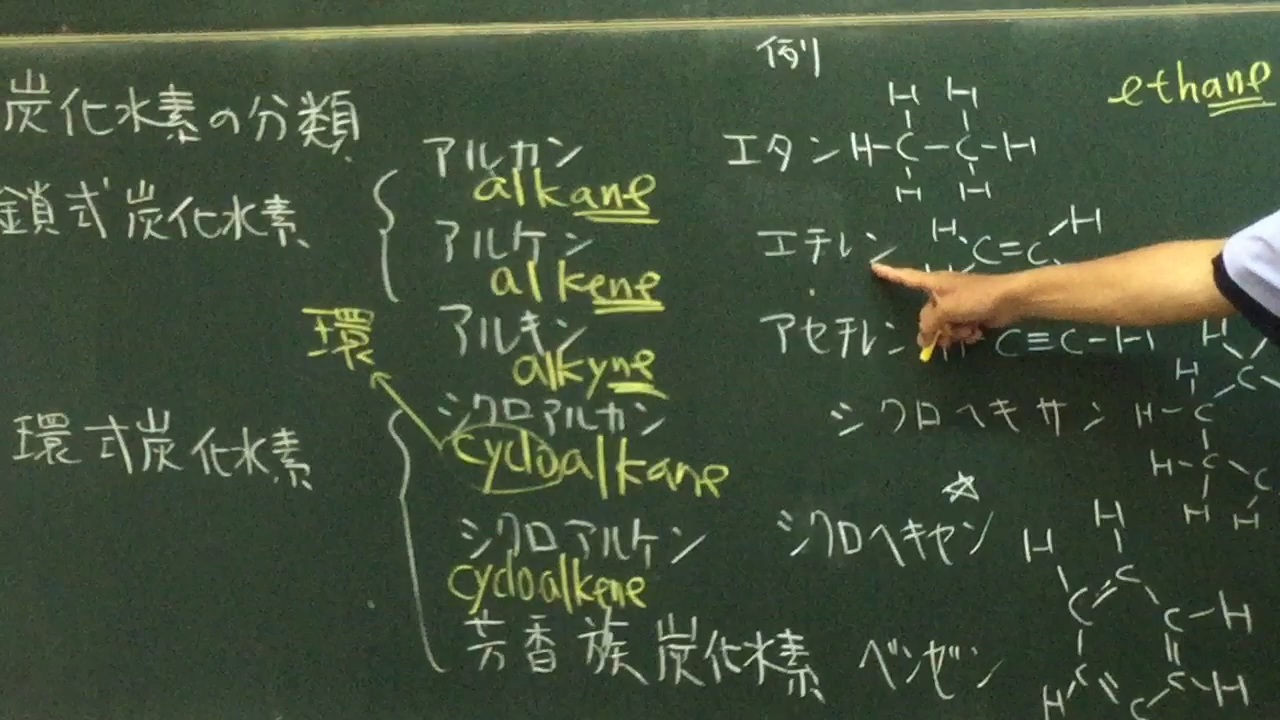 例
炭化水素の分類
アルカン
alkane
エタン
ethane
鎖式炭化水素
アルケン
alkene
エチレン
H C=C H
環
アルキン
alkyne
アセチレン
C≡C-H
シクロアルカン
cycloalkane
シクロヘキサン
環式炭化水素
☆
シクロアルケン
cycloalkene
シクロヘキセン
芳香族炭化水素
ベンゼン